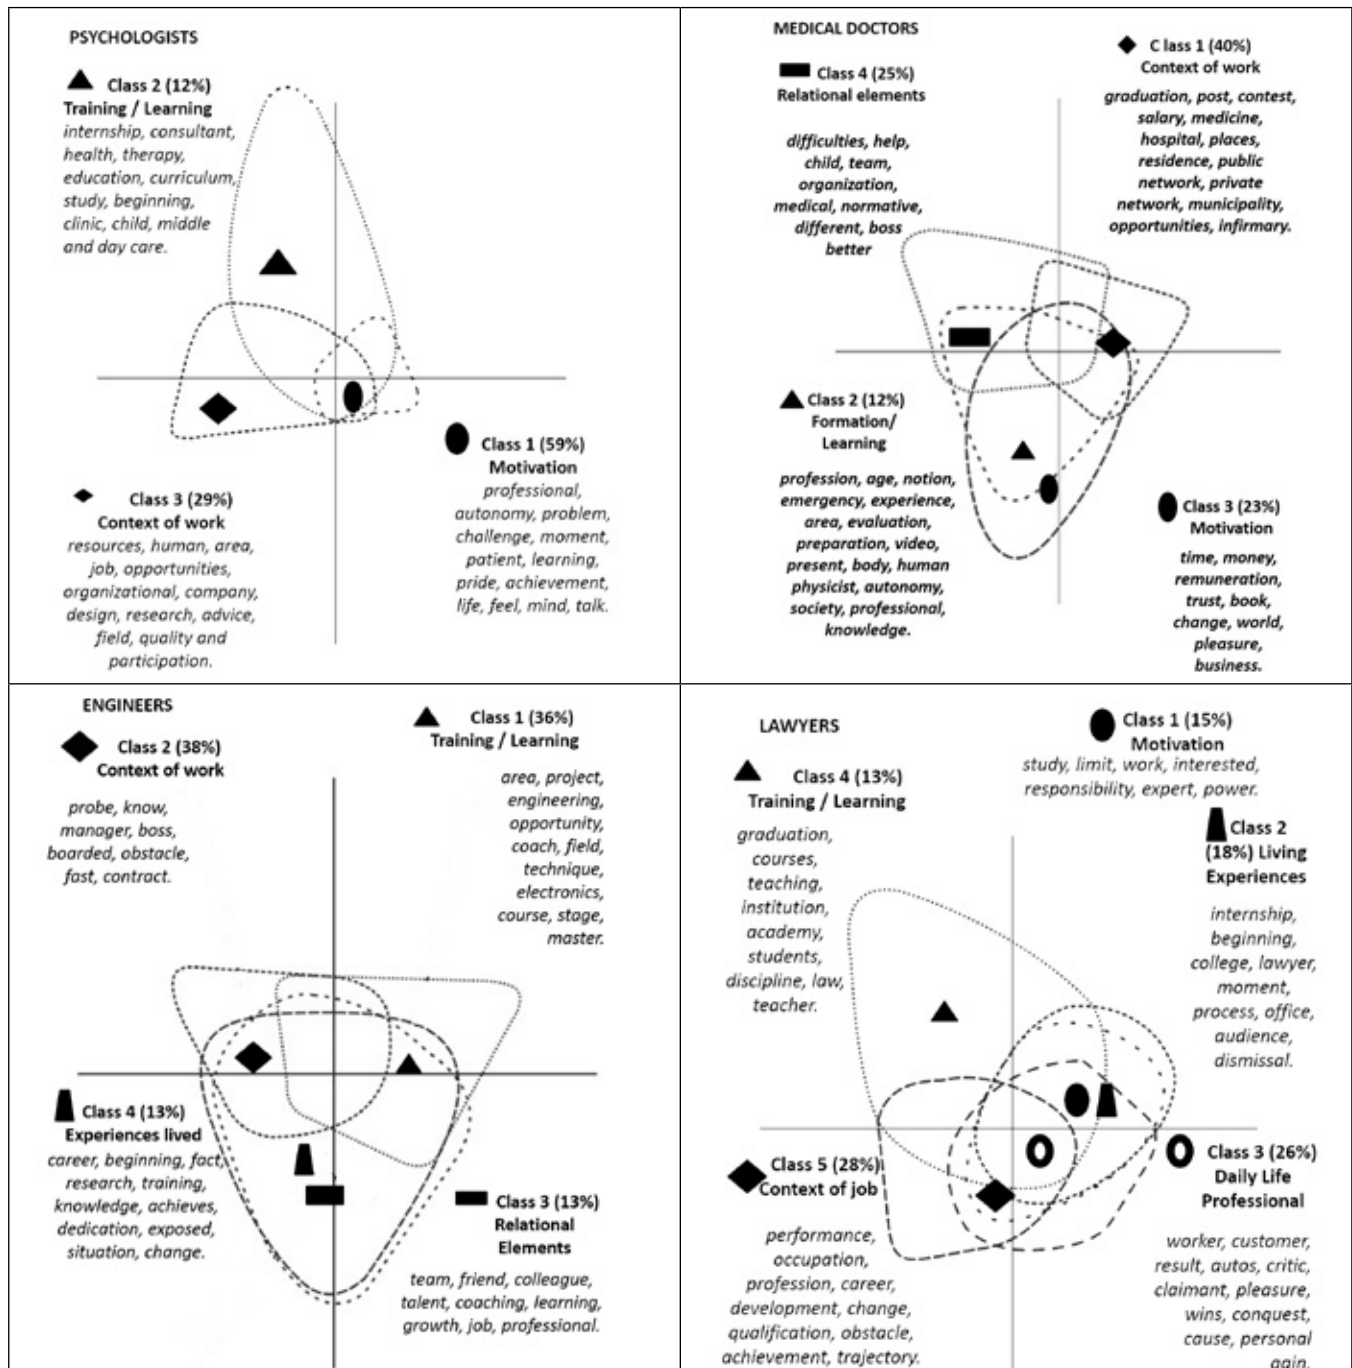 PSYCHOLOGISTS
Class 2 (12%)
Training / Learning
internship, consultant,
health, therapy,
education, curriculum,
study, beginning,
clinic, child, middle
and day care.
Class 3 (29%)
Context of work
resources, human, area,
job, opportunities,
organizational, company,
design, research, advice,
field, quality and
participation.
Class 1 (59%)
Motivation
professional,
autonomy, problem,
challenge, moment,
patient, learning,
pride, achievement,
life, feel, mind, talk.
MEDICAL DOCTORS
Class 4 (25%)
Relational elements
difficulties, help,
child, team,
organization,
medical, normative,
different, boss
better
C lass 1 (40%)
Context of work
graduation, post, contest,
salary, medicine,
hospital, places,
residence, public
network, private
network, municipality,
opportunities, infirmary.
Class 2 (12%)
Formation/
Learning
profession, age, notion,
emergency, experience,
area, evaluation,
preparation, video,
present, body, human
physicist, autonomy,
society, professional,
knowledge.
Class 3 (23%)
Motivation
time, money,
remuneration,
trust, book,
change, world,
pleasure,
business.
ENGINEERS
Class 2 (38%)
Context of work
probe, know,
manager, boss,
boarded, obstacle,
fast, contract.
Class 1 (36%)
Training / Learning
area, project,
engineering,
opportunity,
coach, field,
technique,
electronics,
course, stage,
master.
Class 4 (13%)
Experiences lived
career, beginning, fact,
research, training,
knowledge, achieves,
dedication, exposed,
situation, change.
Class 3 (13%)
Relational
Elements
team, friend, colleague,
talent, coaching, learning,
growth, job, professional.
LAWYERS
Class 4 (13%)
Training / Learning
graduation,
courses,
teaching,
institution,
academy,
students,
discipline, law,
teacher.
Class 1 (15%)
Motivation
study, limit, work, interested,
responsibility, expert, power.
Class 2
(18%) Living
Experiences
internship,
beginning,
college, lawyer,
moment,
process, office,
audience,
dismissal.
Class 5 (28%)
Context of job
performance,
occupation,
profession, career,
development, change,
qualification, obstacle,
achievement, trajectory.
Class 3 (26%)
Daily Life
Professional
worker, customer,
result, autos, critic,
claimant, pleasure,
wins, conquest,
cause, personal
gain.